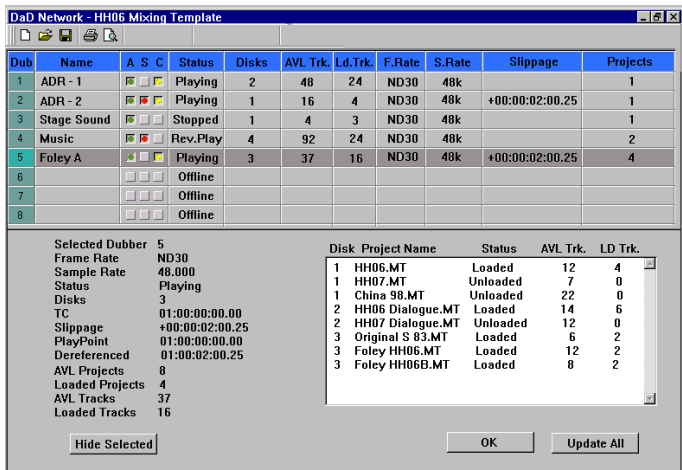 DaD Network - HH06 Mixing Template
Dub Name A S C Status Disks AVL Trk. Ld.Trk. F.Rate S.Rate Slippage Projects
1 ADR - 1 Playing 2 48 24 ND30 48k 1
2 ADR - 2 Playing 1 16 4 ND30 48k +00:00:02:00.25 1
3 Stage Sound Stopped 1 4 3 ND30 48k 1
4 Music Rev.Play 4 92 24 ND30 48k 2
5 Foley A Playing 3 37 16 ND30 48k +00:00:02:00.25 4
6 Offline
7 Offline
8 Offline
Selected Dubber 5
Frame Rate ND30
Sample Rate 48.000
Status Playing
Disks 3
TC 01:00:00:00.00
Slippage +00:00:02:00.25
PlayPoint 01:00:00:00.00
Dereferenced 01:00:02:00.25
AVL Projects 8
Loaded Projects 4
AVL Tracks 37
Loaded Tracks 16
Hide Selected
Disk Project Name Status AVL Trk. LD Trk.
1 HH06.MT Loaded 12 4
1 HH07.MT Unloaded 7 0
1 China 98.MT Unloaded 22 0
2 HH06 Dialogue.MT Loaded 14 6
2 HH07 Dialogue.MT Unloaded 12 0
3 Original S 83.MT Loaded 6 2
3 Foley HH06.MT Loaded 12 2
3 Foley HH06B.MT Loaded 8 2
OK Update All